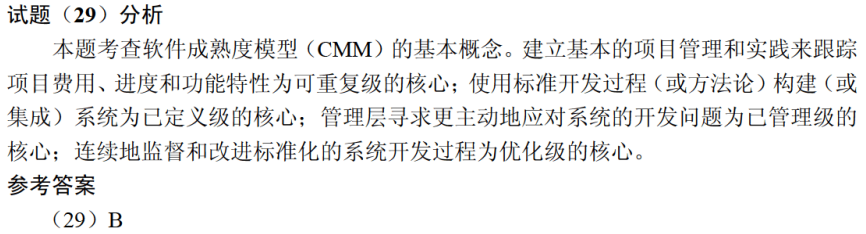 试题（29）分析
本题考查软件成熟度模型（CMM）的基本概念。建立基本的项目管理和实践来跟踪
项目费用、进度和功能特性为可重复级的核心；使用标准开发过程（或方法论）构建（或
集成）系统为已定义级的核心；管理层寻求更主动地应对系统的开发问题为已管理级的
核心；连续地监督和改进标准化的系统开发过程为优化级的核心。
参考答案
（29）B